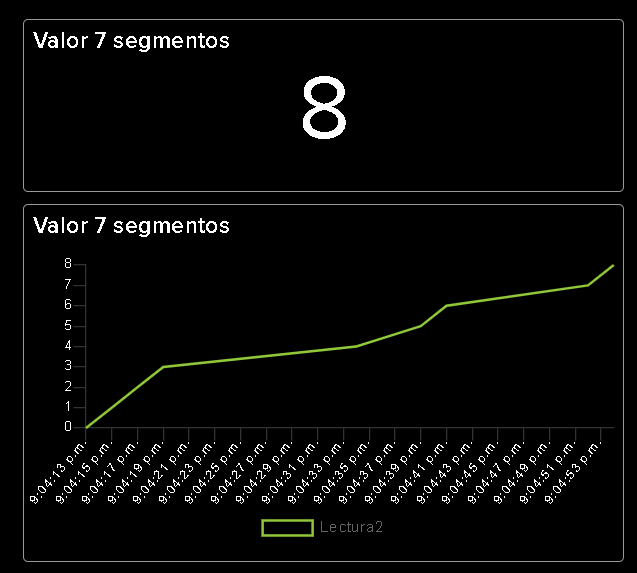 Valor 7 segmentos
8
Valor 7 segmentos
8
7
6
5
4
3
2
1
0
9:04:13 p.m.
9:04:15 p.m.
9:04:17 p.m.
9:04:19 p.m.
9:04:21 p.m.
9:04:23 p.m.
9:04:25 p.m.
9:04:27 p.m.
9:04:29 p.m.
9:04:31 p.m.
9:04:33 p.m.
9:04:35 p.m.
9:04:37 p.m.
9:04:39 p.m.
9:04:41 p.m.
9:04:43 p.m.
9:04:45 p.m.
9:04:47 p.m.
9:04:49 p.m.
9:04:51 p.m.
9:04:53 p.m.
Lectura2